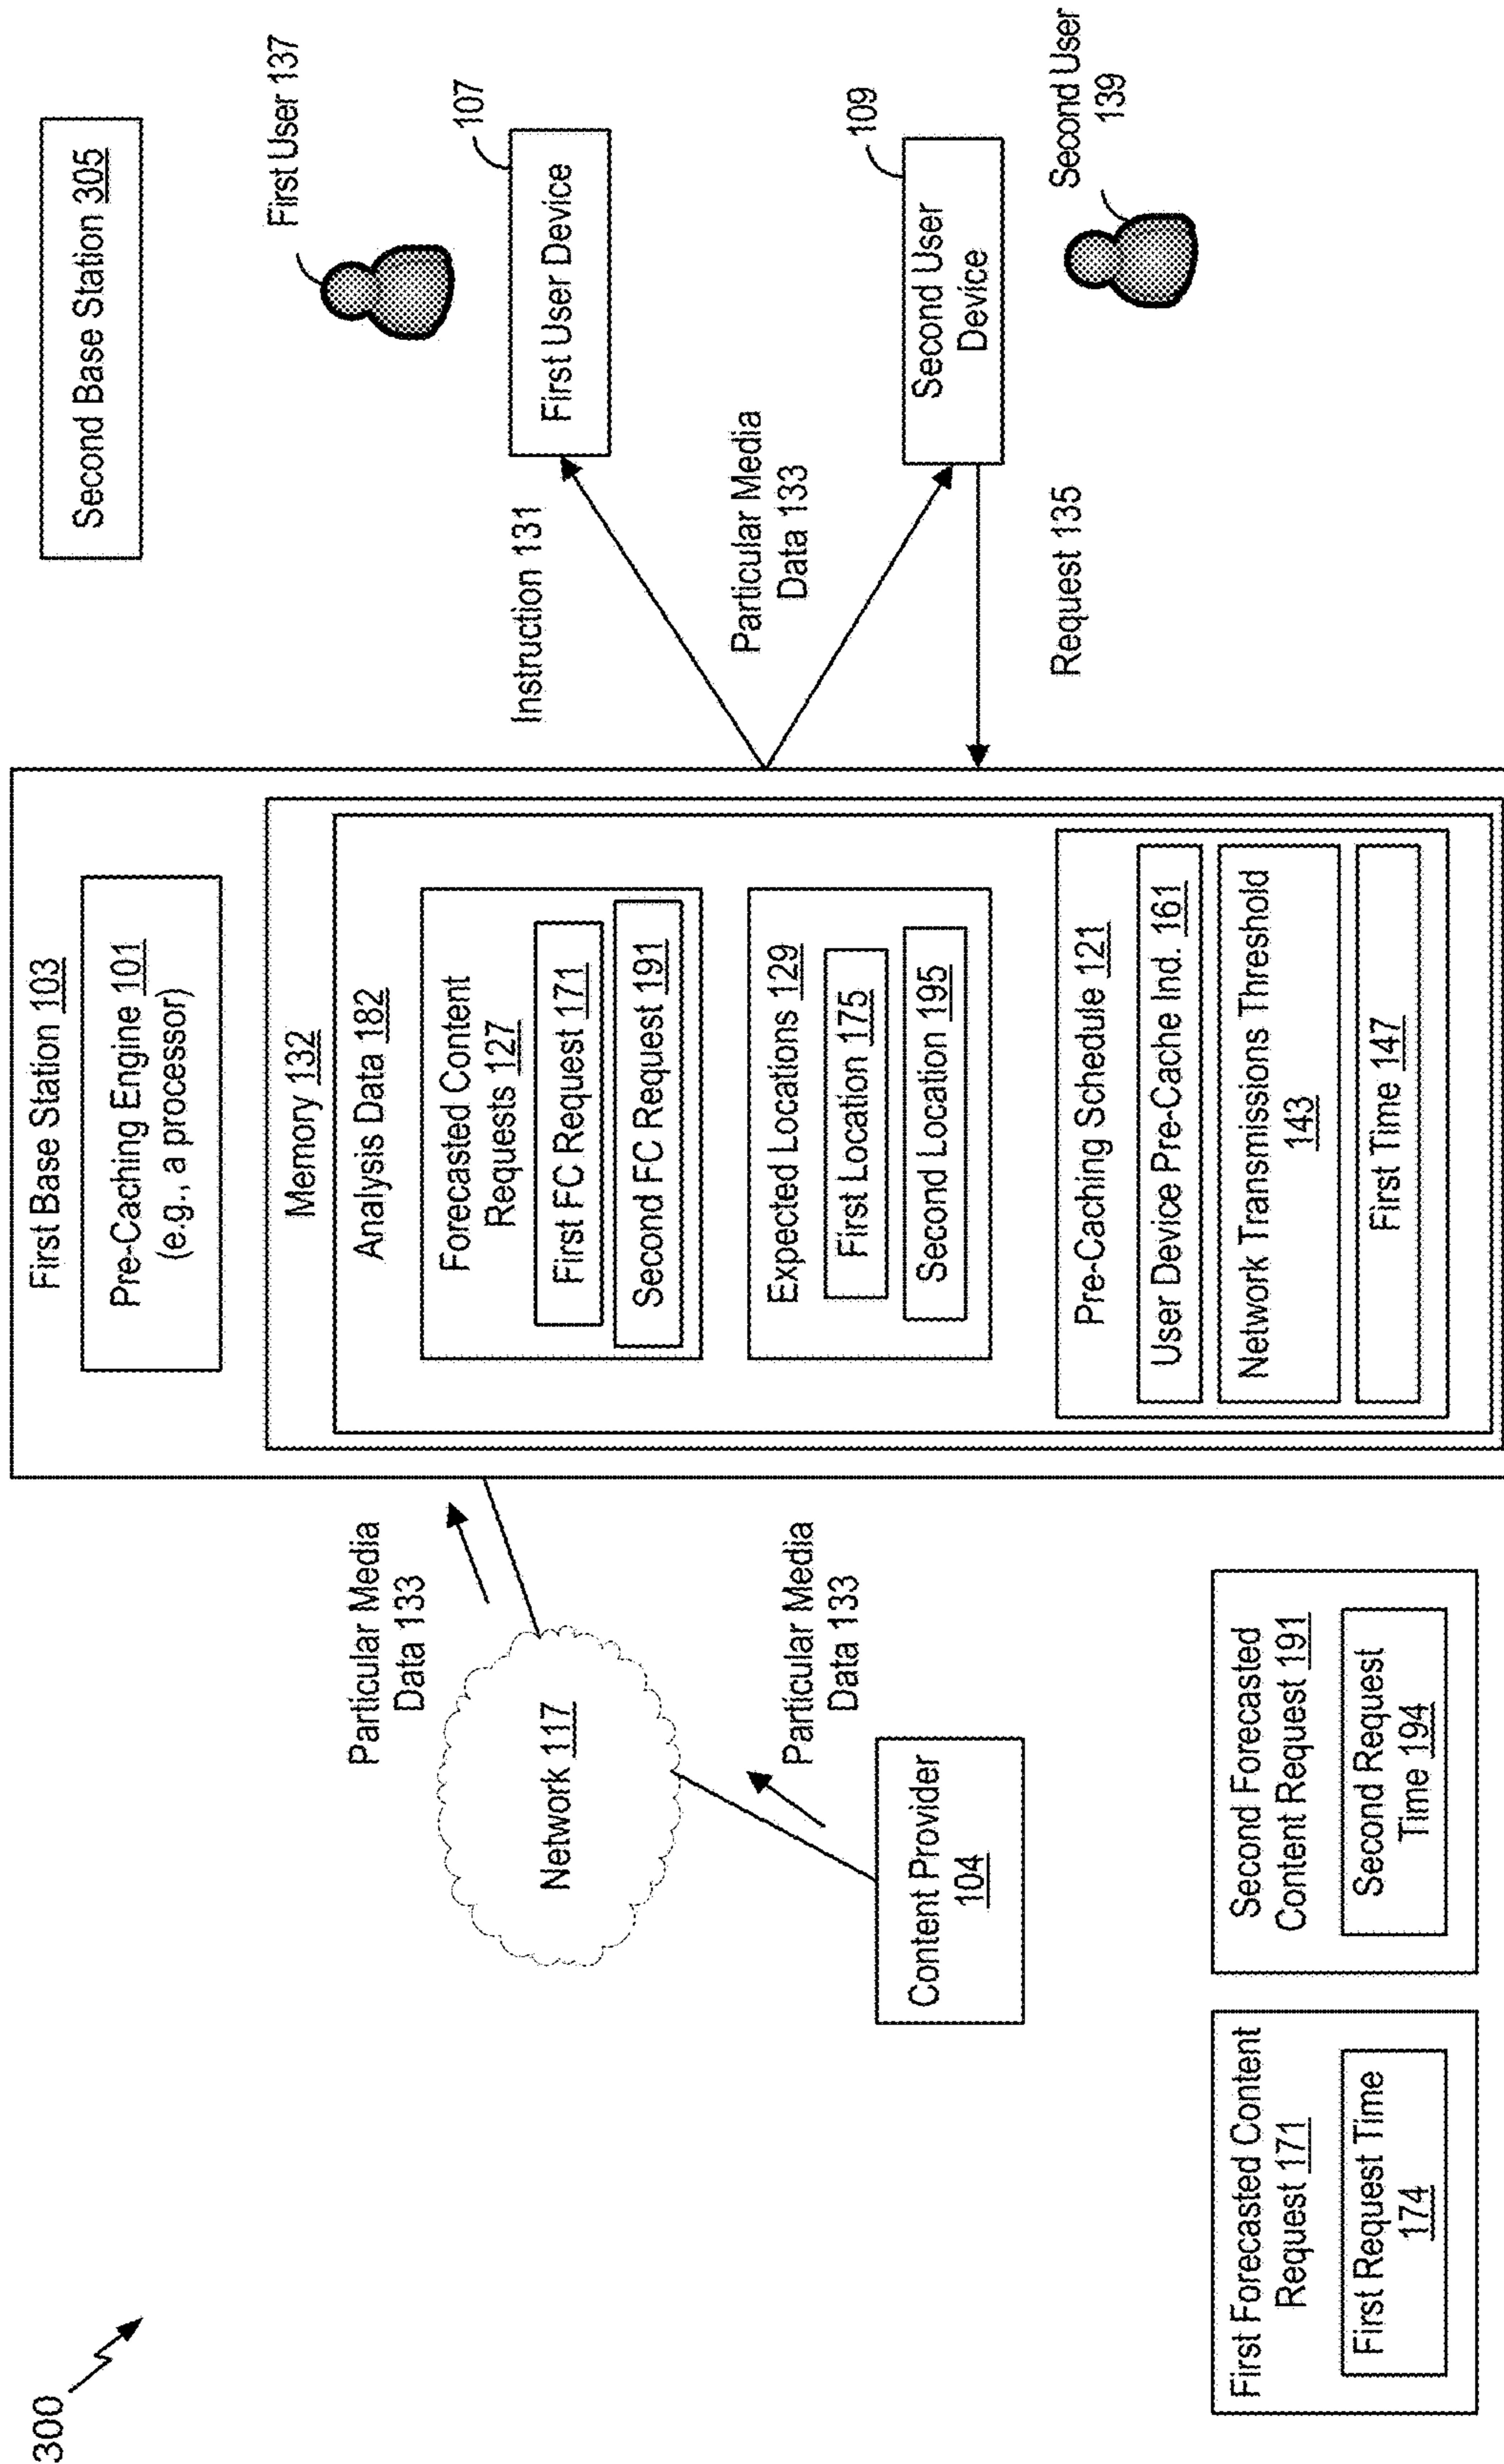 300
First Base Station 103
Pre-Caching Engine 101
(e.g., a processor)
Memory 132
Analysis Data 182
Forecasted Content
Requests 127
First FC Request 171
Second FC Request 191
Expected Locations 129
First Location 175
Second Location 195
Pre-Caching Schedule 121
User Device Pre-Cache Ind. 161
Network Transmissions Threshold
143
First Time 147
Second Base Station 305
First User 137
107
First User Device
Instruction 131
Particular Media
Data 133
109
Second User
Device
Second User
139
Request 135
Particular Media
Data 133
Network 117
Particular Media
Data 133
Content Provider
104
First Forecasted Content
Request 171
First Request Time
174
Second Forecasted
Content Request 191
Second Request
Time 194